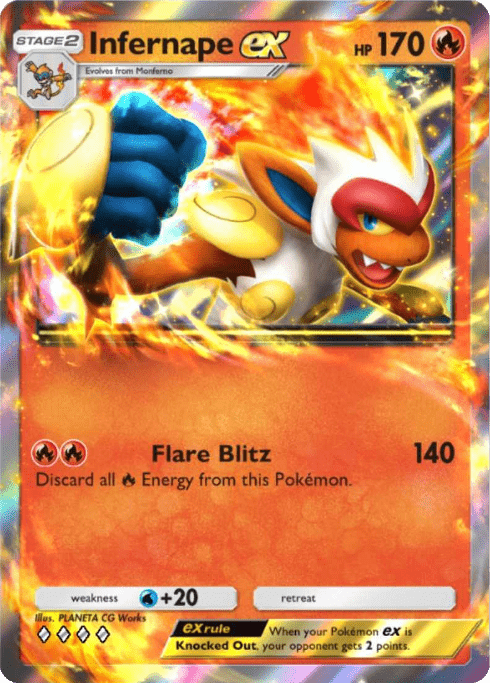 STAGE2 Infernape ex HP 170
Evolves from Monferno
Flare Blitz 140
Discard all Energy from this Pokémon.
weakness +20 retreat
Illus. PLANETA CG Works
ex rule When your Pokémon ex is
Knocked Out, your opponent gets 2 points.